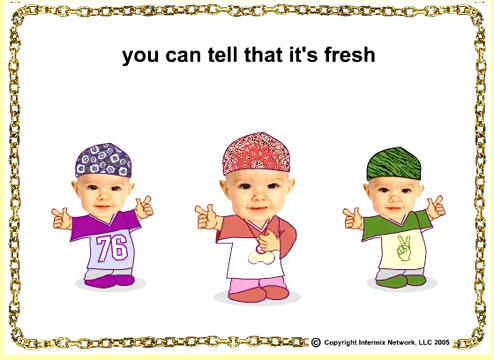 you can tell that it's fresh
76
© Copyright Intermix Network, LLC 2005